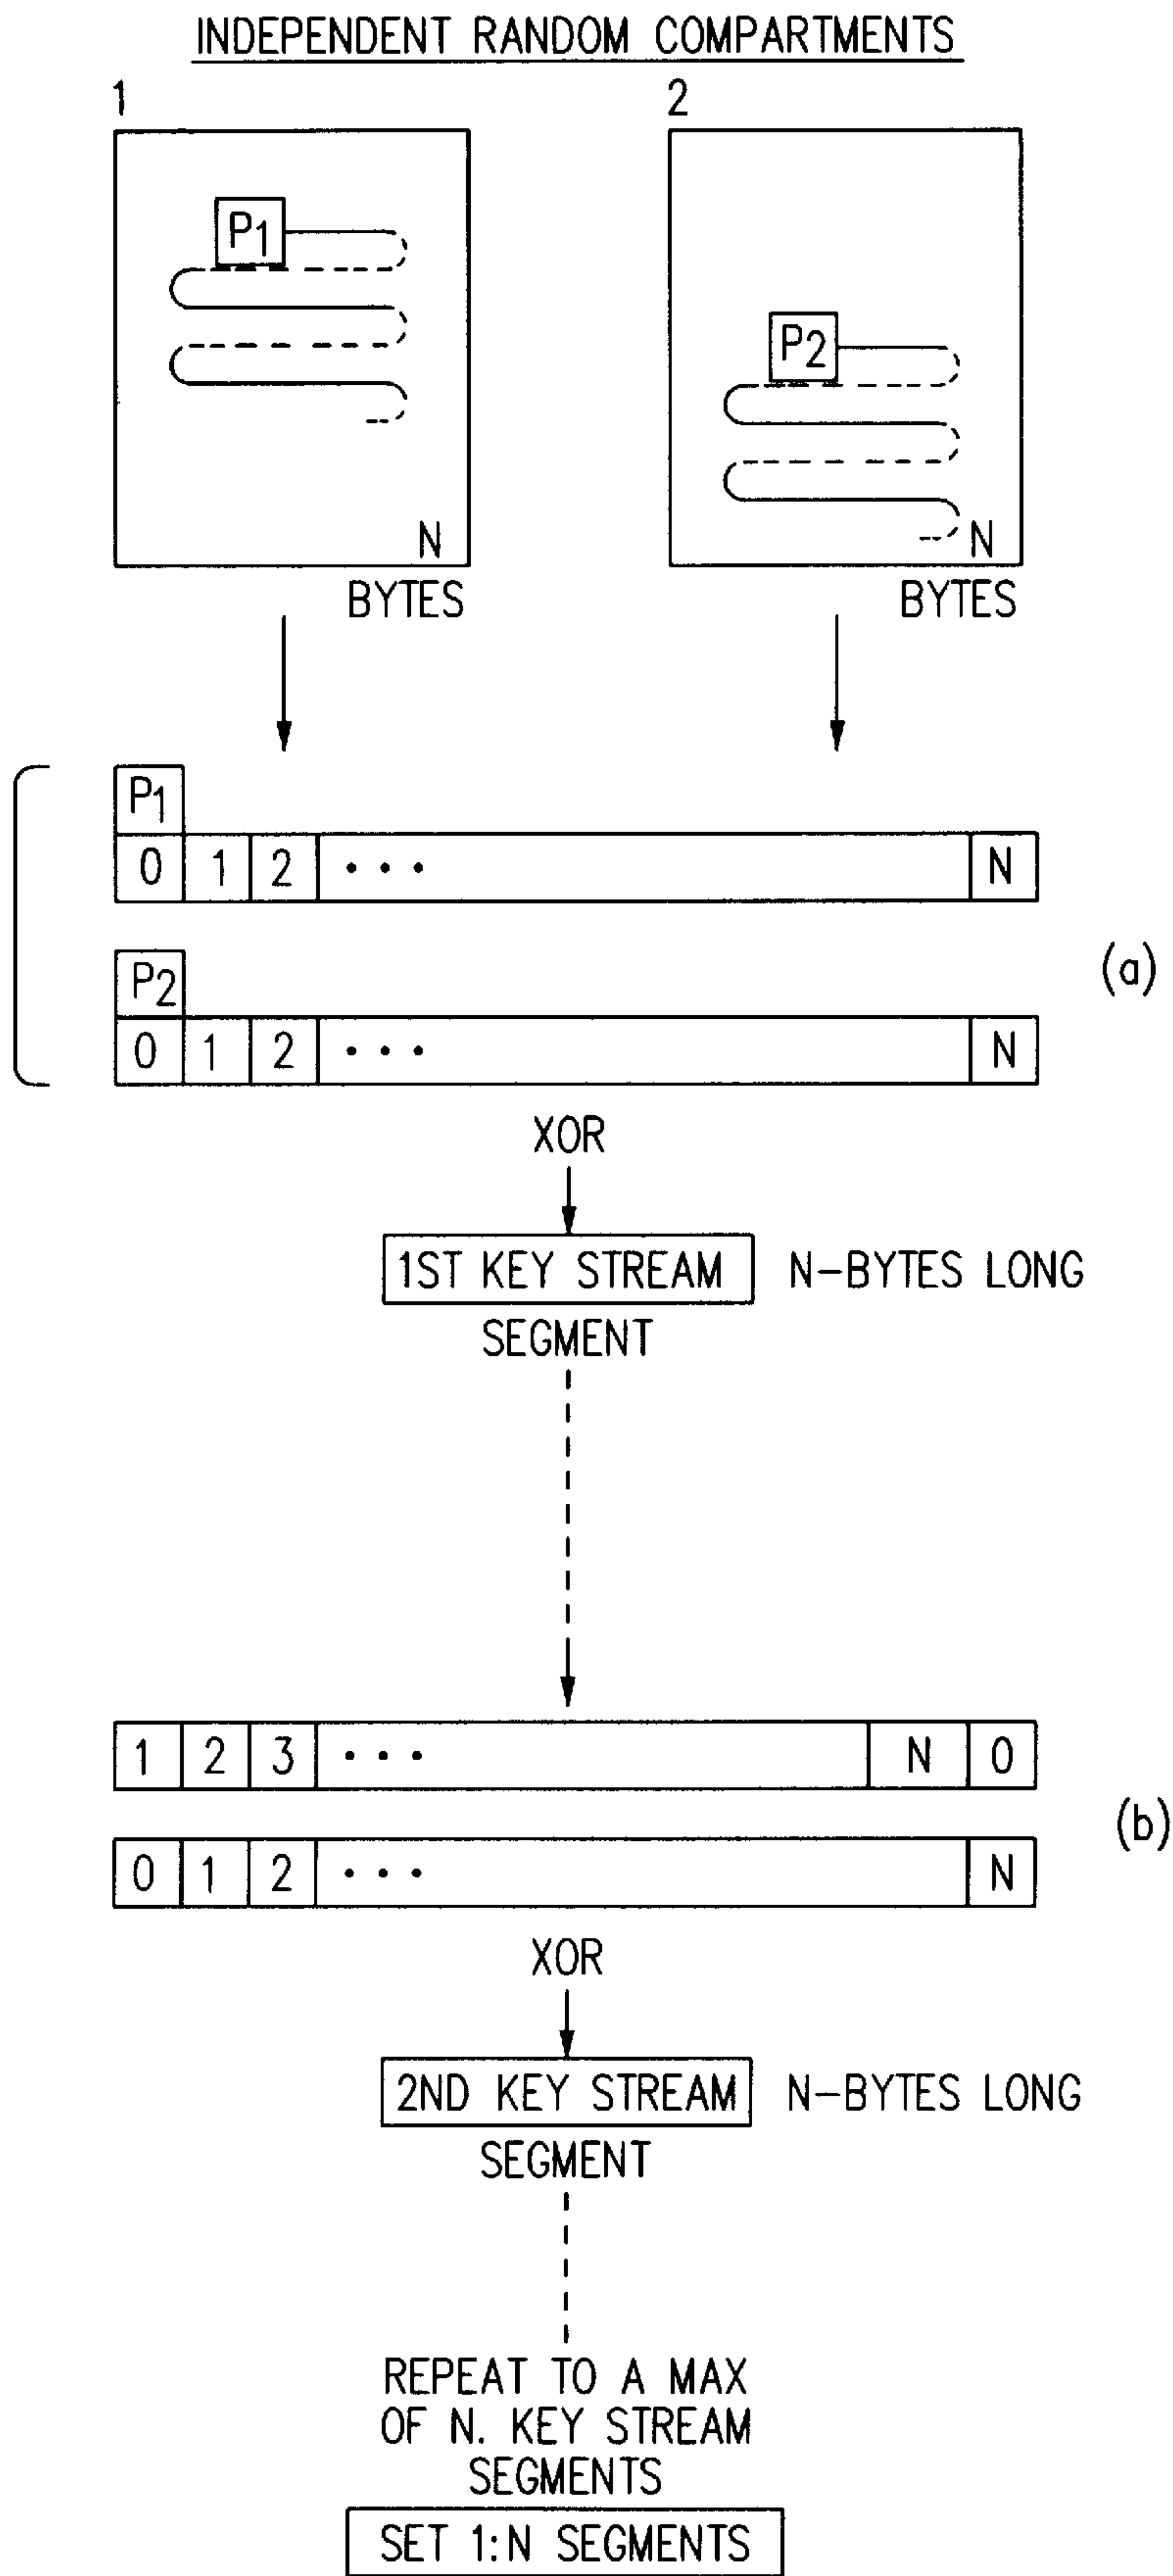 INDEPENDENT RANDOM COMPARTMENTS
1 2
P1
P2
N N
BYTES BYTES
P1
0 1 2 • • • N
P2
0 1 2 • • • N
(a)
XOR
1ST KEY STREAM N-BYTES LONG
SEGMENT
1 2 3 • • • N 0
(b)
0 1 2 • • • N
XOR
2ND KEY STREAM N-BYTES LONG
SEGMENT
REPEAT TO A MAX
OF N. KEY STREAM
SEGMENTS
SET 1:N SEGMENTS